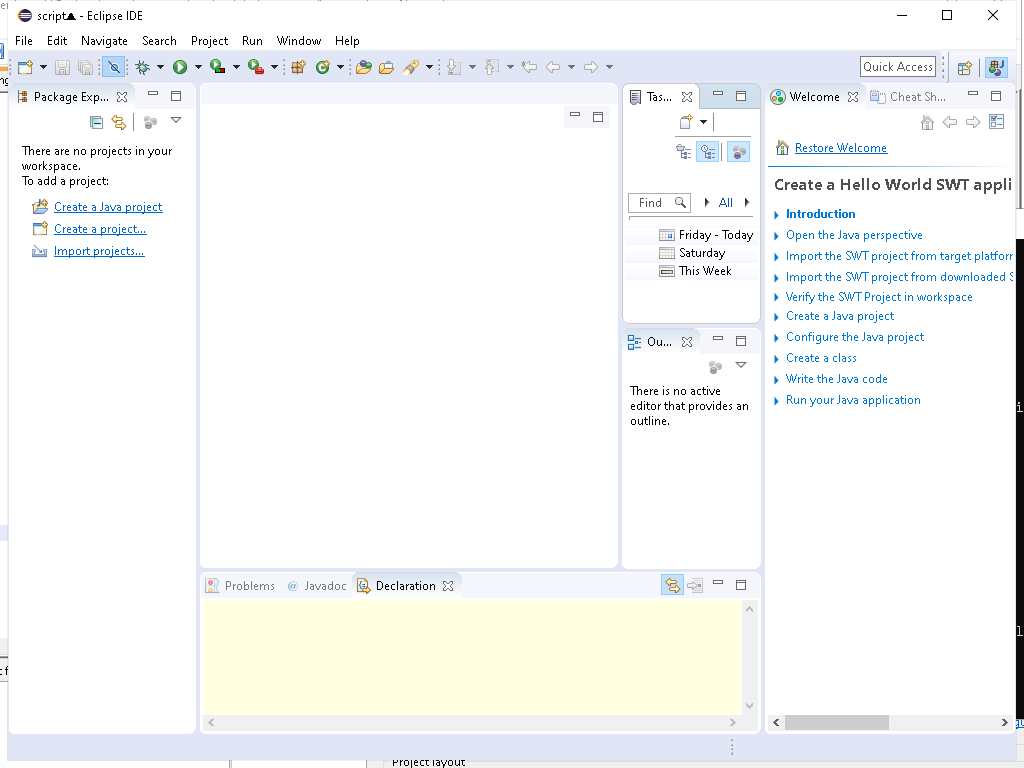 script▲ - Eclipse IDE
File Edit Navigate Search Project Run Window Help
Quick Access
Package Exp...
There are no projects in your
workspace.
To add a project:
Create a Java project
Create a project...
Import projects...
Tas...
Find
All
Friday - Today
Saturday
This Week
Ou...
There is no active
editor that provides an
outline.
Problems @ Javadoc Declaration
Welcome Cheat Sh...
Restore Welcome
Create a Hello World SWT appli
Introduction
Open the Java perspective
Import the SWT project from target platform
Import the SWT project from downloaded S
Verify the SWT Project in workspace
Create a Java project
Configure the Java project
Create a class
Write the Java code
Run your Java application
Project layout